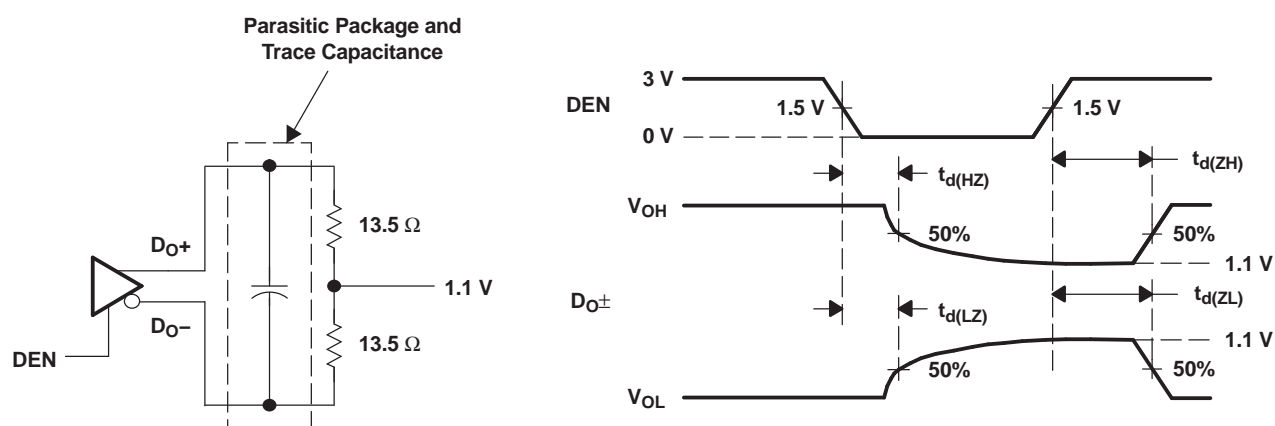 Parasitic Package and
Trace Capacitance
DO+
DO−
DEN
13.5 Ω
13.5 Ω
1.1 V
DEN
3 V
0 V
1.5 V
1.5 V
td(HZ)
td(ZH)
VOH
50%
50%
1.1 V
DO±
td(LZ)
td(ZL)
1.1 V
50%
50%
VOL